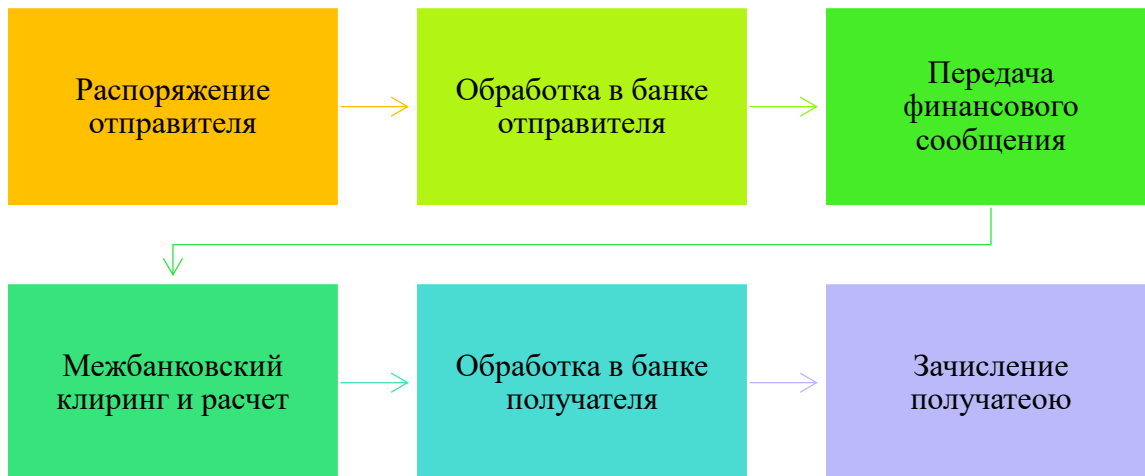 Распоряжение
отправителя
Обработка в банке
отправителя
Передача
финансового
сообщения
Межбанковский
клиринг и расчет
Обработка в банке
получателя
Зачисление
получатеою